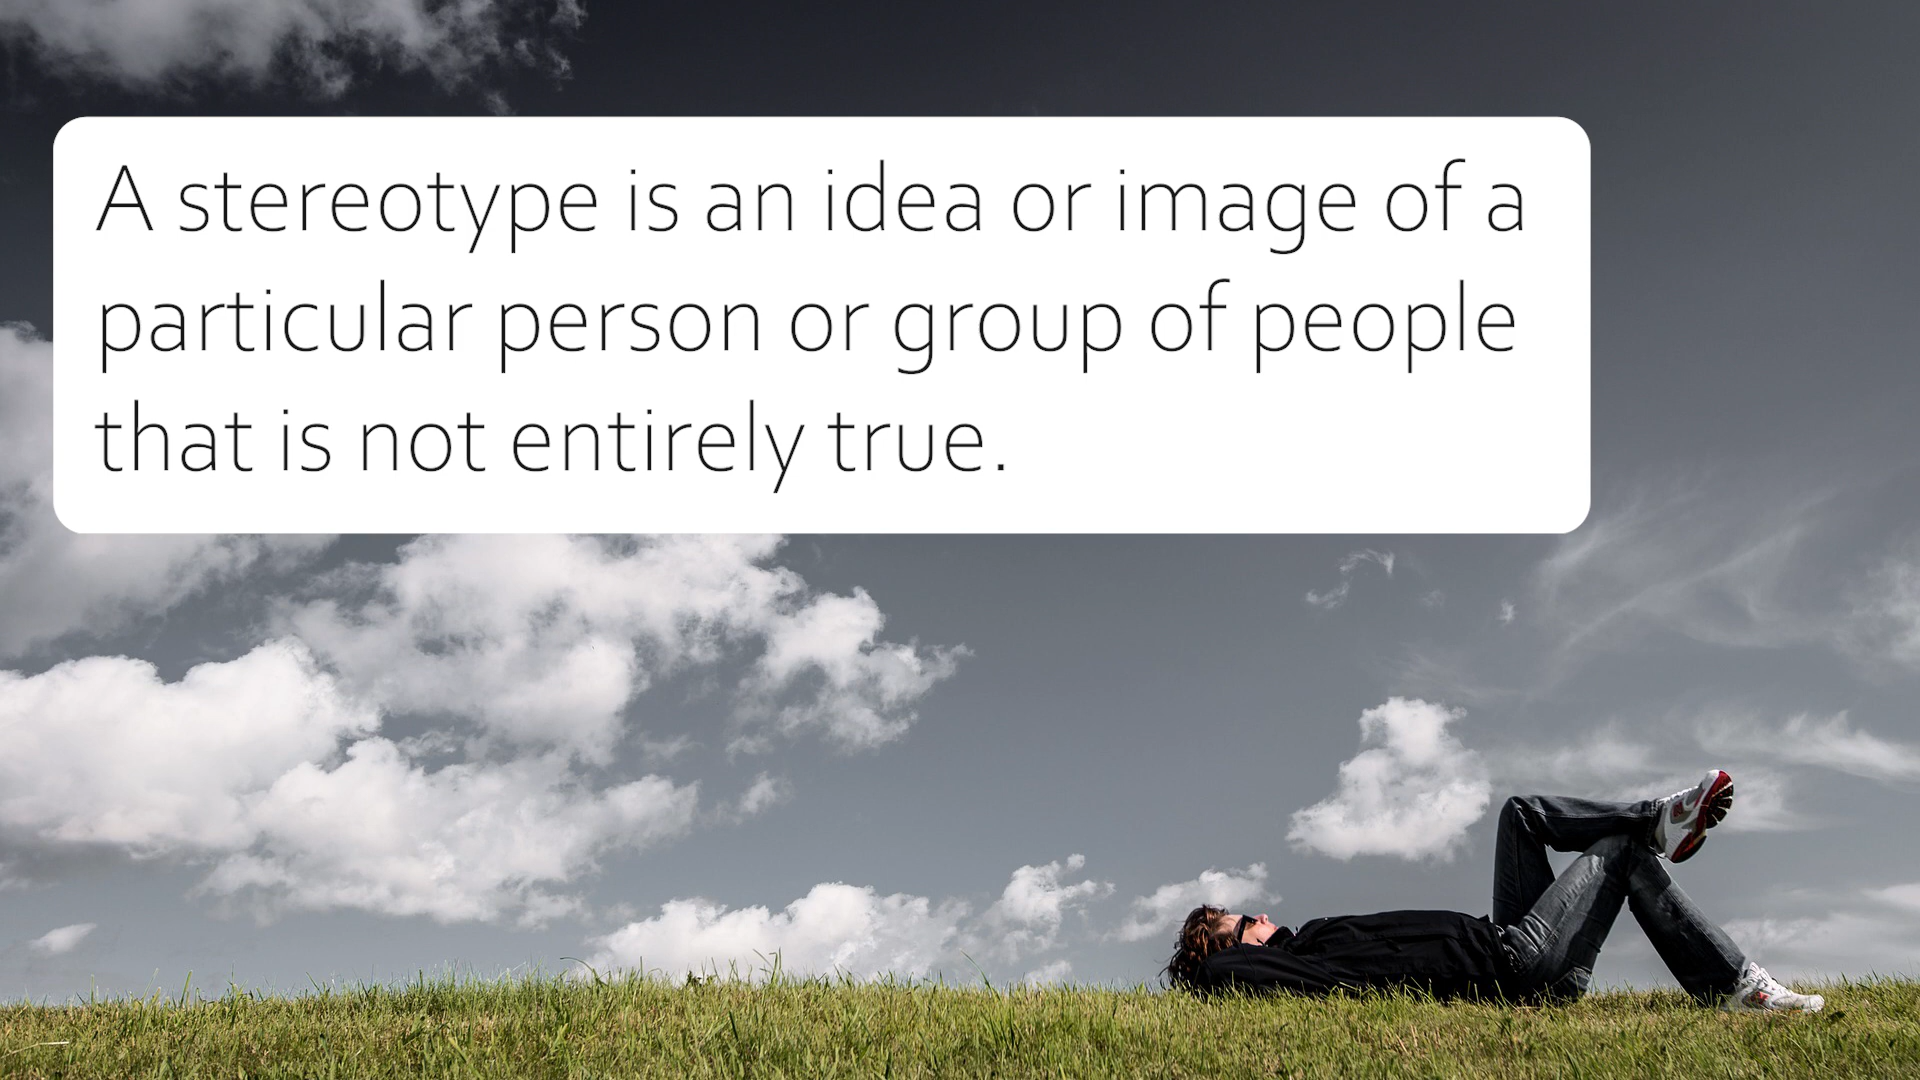 A stereotype is an idea or image of a
particular person or group of people
that is not entirely true.